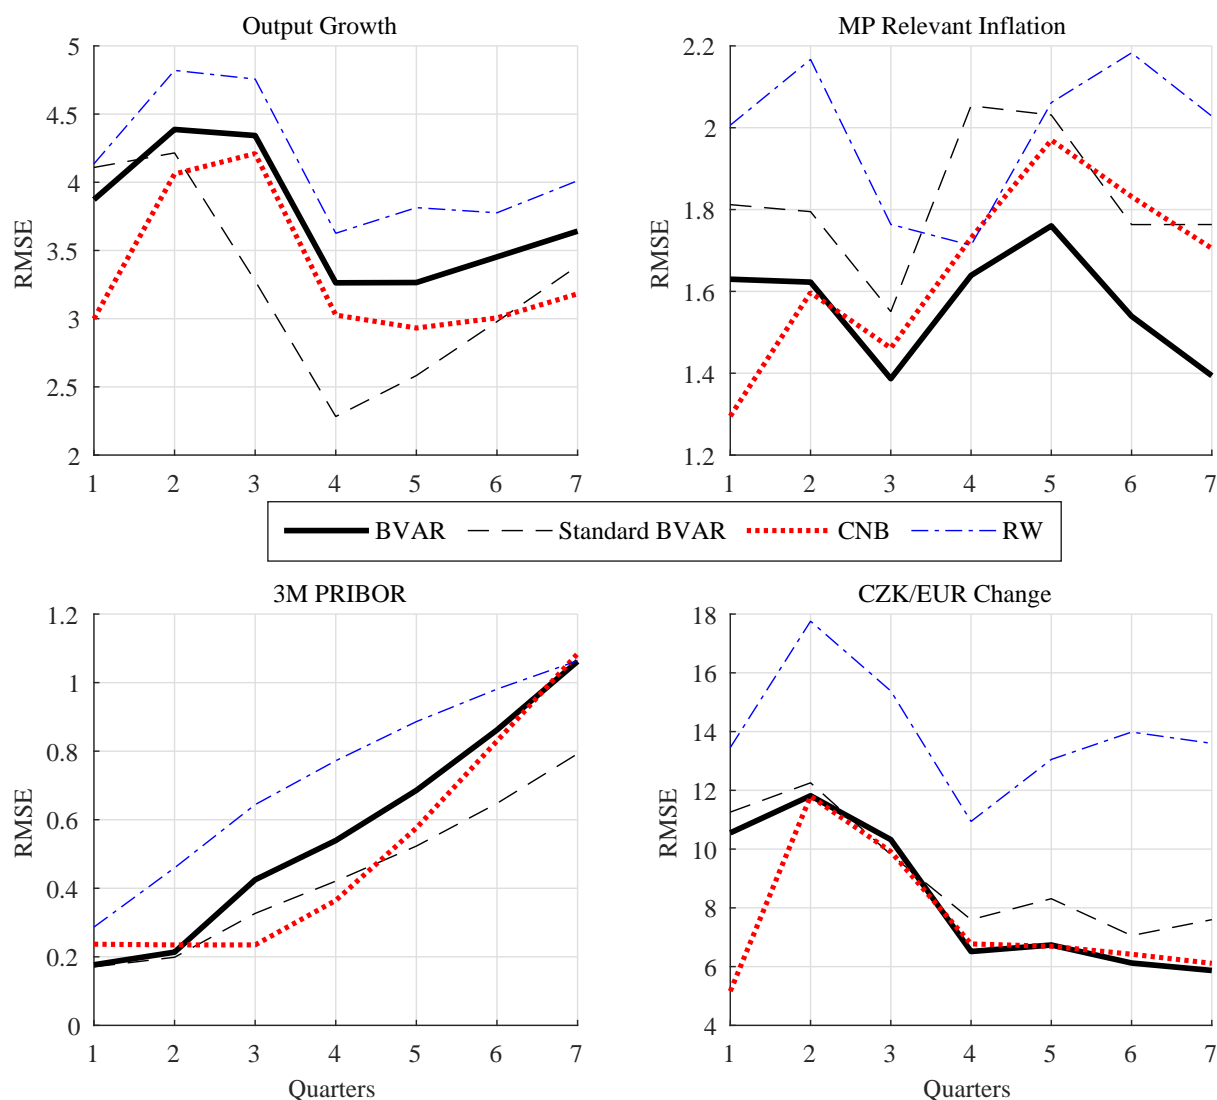 Output Growth
MP Relevant Inflation
5
4.5
4
3.5
3
2.5
2
RMSE
1 2 3 4 5 6 7
2.2
2
1.8
1.6
1.4
1.2
RMSE
1 2 3 4 5 6 7
BVAR Standard BVAR CNB RW
3M PRIBOR
CZK/EUR Change
1.2
1
0.8
0.6
0.4
0.2
0
RMSE
1 2 3 4 5 6 7
Quarters
18
16
14
12
10
8
6
4
RMSE
1 2 3 4 5 6 7
Quarters